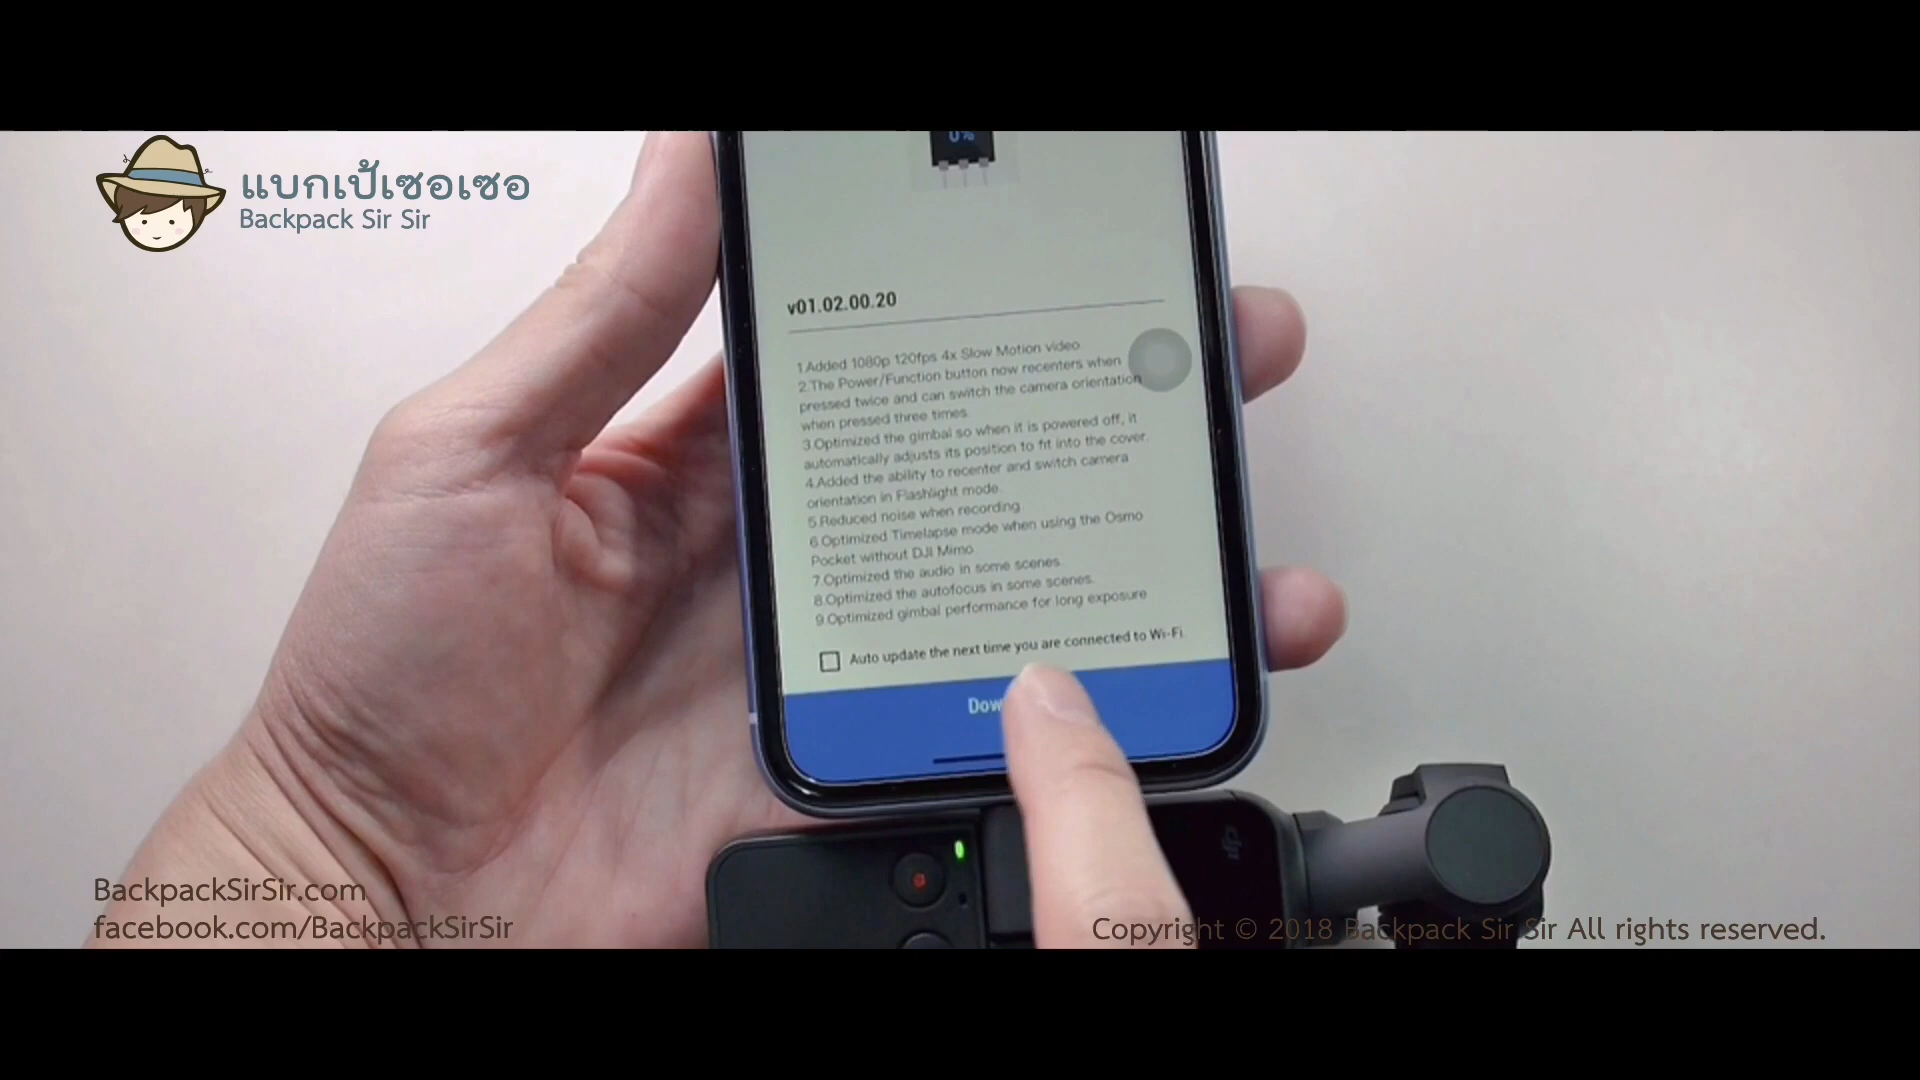 0%
แบกเป้เซอเซอ
Backpack Sir Sir
v01.02.00.20
1.Added 1080p 120fps 4x Slow Motion video
2.The Power/Function button now recenters when
pressed twice and can switch the camera orientation
when pressed three times.
3.Optimized the gimbal so when it is powered off, it
automatically adjusts its position to fit into the cover.
4.Added the ability to recenter and switch camera
orientation in Flashlight mode.
5.Reduced noise when recording
6.Optimized Timelapse mode when using the Osmo
Pocket without DJI Mimo
7.Optimized the audio in some scenes.
8.Optimized the autofocus in some scenes.
9.Optimized gimbal performance for long exposure
Auto update the next time you are connected to Wi-Fi.
dji
BackpackSirSir.com
facebook.com/BackpackSirSir
Copyright © 2018 Backpack Sir Sir All rights reserved.